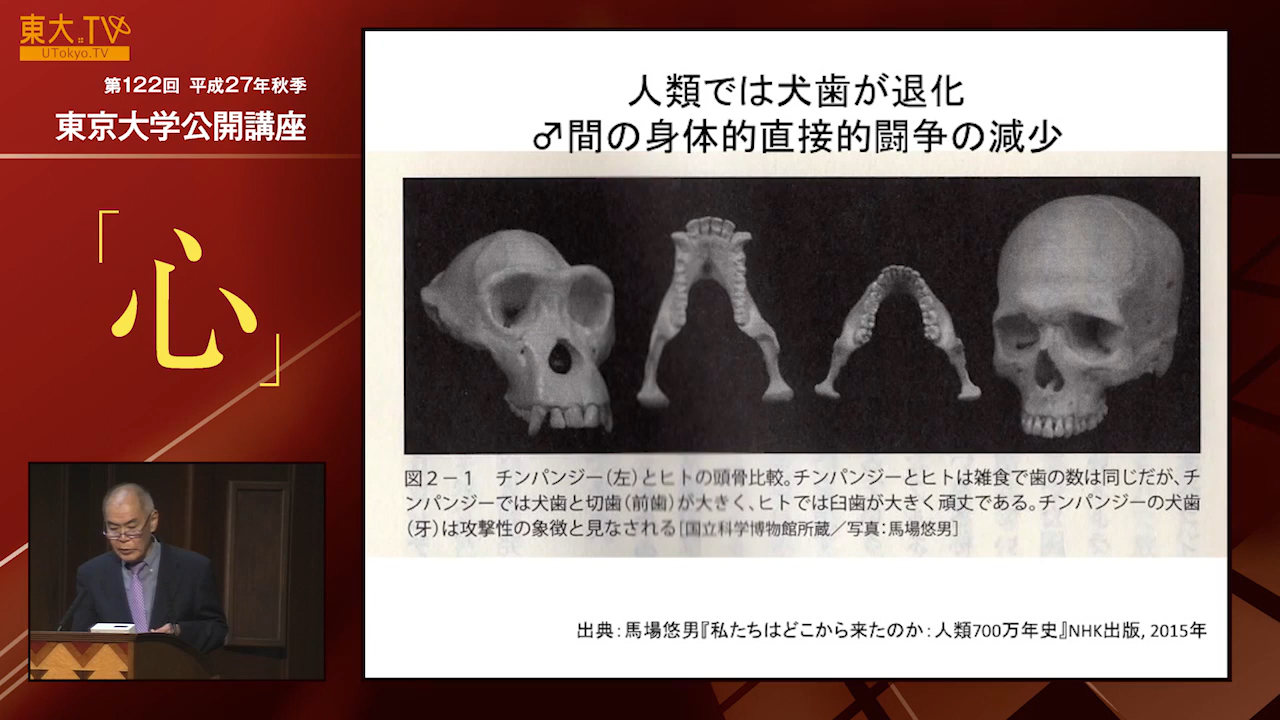 東大.TV
UTokyo.TV
第122回 平成27年秋季
東京大学公開講座
「心」
人類では犬歯が退化
♂間の身体的直接的闘争の減少
図2－1 チンパンジー（左）とヒトの頭骨比較。チンパンジーとヒトは雑食で歯の数は同じだが、チ
ンパンジーでは犬歯と切歯（前歯）が大きく、ヒトでは臼歯が大きく頑丈である。チンパンジーの犬歯
（牙）は攻撃性の象徴と見なされる［国立科学博物館所蔵／写真：馬場悠男］
出典：馬場悠男『私たちはどこから来たのか：人類700万年史』NHK出版, 2015年